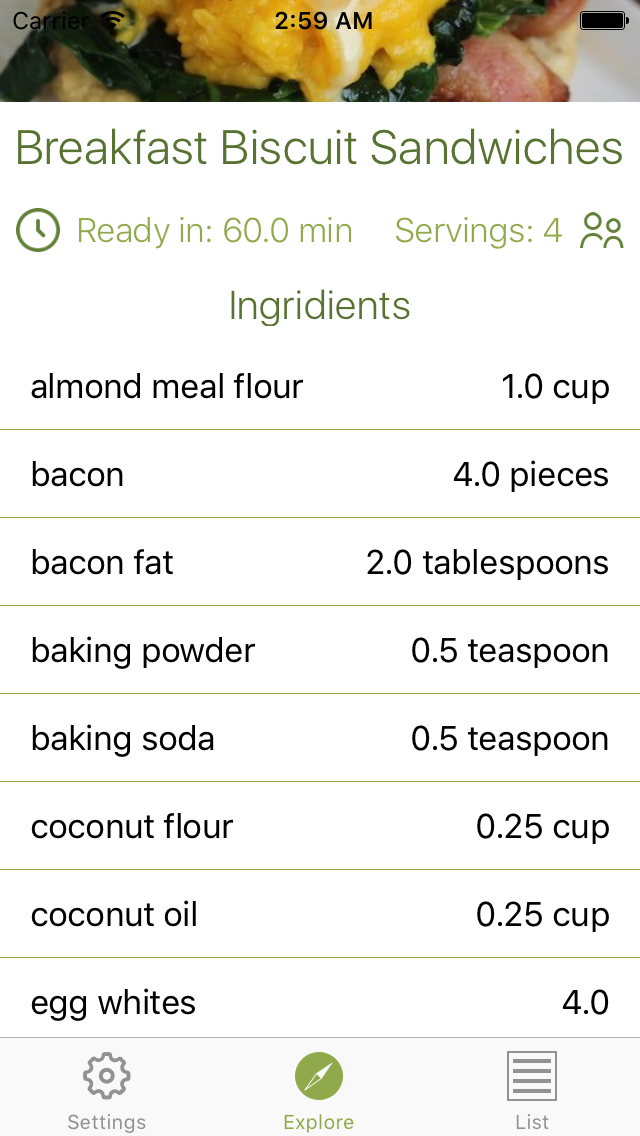 Carrier 2:59 AM
Breakfast Biscuit Sandwiches
Ready in: 60.0 min Servings: 4
Ingridients
almond meal flour 1.0 cup
bacon 4.0 pieces
bacon fat 2.0 tablespoons
baking powder 0.5 teaspoon
baking soda 0.5 teaspoon
coconut flour 0.25 cup
coconut oil 0.25 cup
egg whites 4.0
Settings Explore List